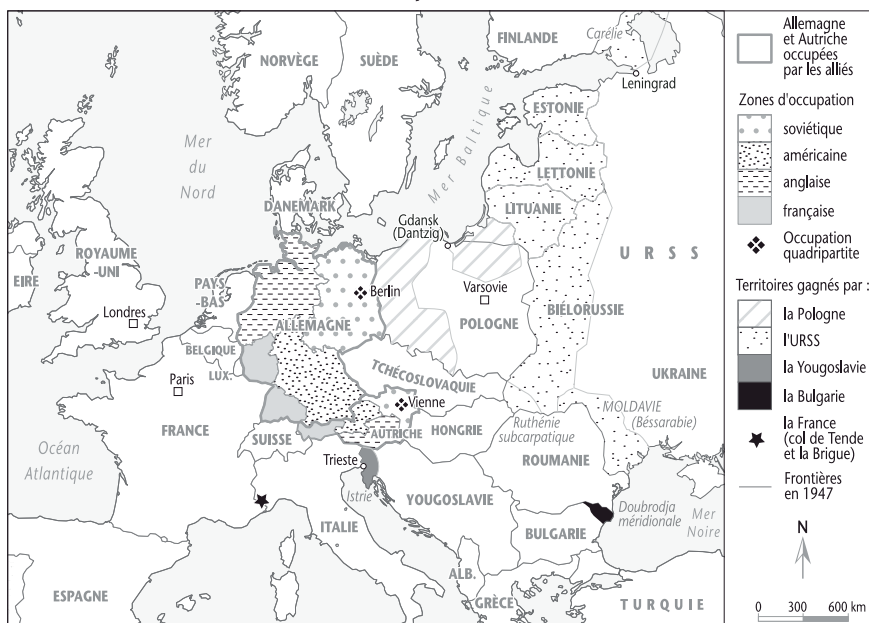 NORVÈGE
SUÈDE
FINLANDE
Carélie
Leningrad
ESTONIE
Mer Baltique
Mer
du
Nord
LETTONIE
DANEMARK
LITUANIE
Gdansk
(Dantzig)
URSS
ROYAUME
-UNI
EIRE
PAYS
-BAS
Berlin
Varsovie
BIÉLORUSSIE
Londres
ALLEMAGNE
POLOGNE
BELGIQUE
LUX.
TCHÉCOSLOVAQUIE
UKRAINE
Paris
Vienne
MOLDAVIE
(Béssarabie)
FRANCE
Ruthénie
subcarpatique
SUISSE
AUTRICHE
HONGRIE
Océan
Atlantique
Trieste
ROUMANIE
Istrie
YOUGOSLAVIE
Doubrodja
méridionale
Mer
Noire
ITALIE
BULGARIE
ALB.
ESPAGNE
GRÈCE
TURQUIE
Allemagne
et Autriche
occupées
par les alliés
Zones d'occupation
soviétique
américaine
anglaise
française
Occupation
quadripartite
Territoires gagnés par :
la Pologne
l'URSS
la Yougoslavie
la Bulgarie
la France
(col de Tende
et la Brigue)
Frontières
en 1947
N
0 300 600 km